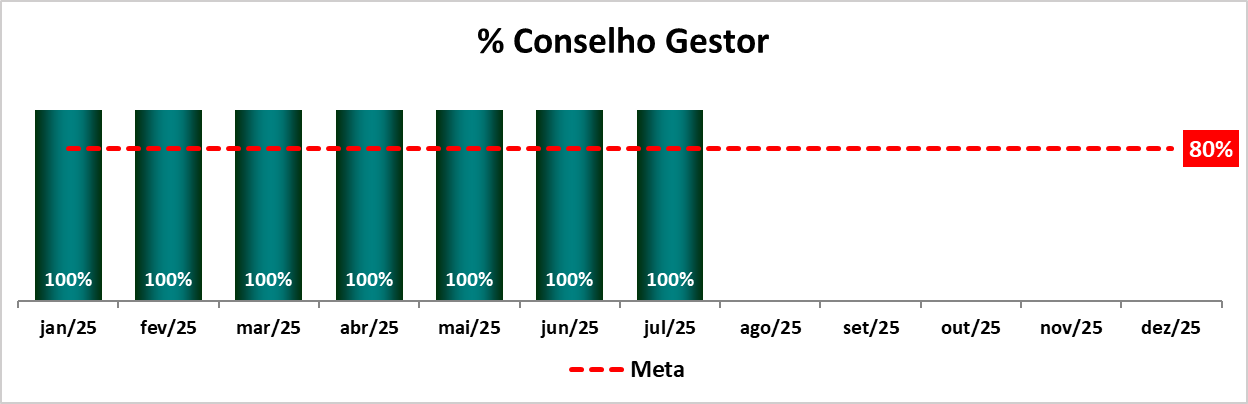 % Conselho Gestor
80%
100% 100% 100% 100% 100% 100% 100%
jan/25 fev/25 mar/25 abr/25 mai/25 jun/25 jul/25 ago/25 set/25 out/25 nov/25 dez/25
Meta